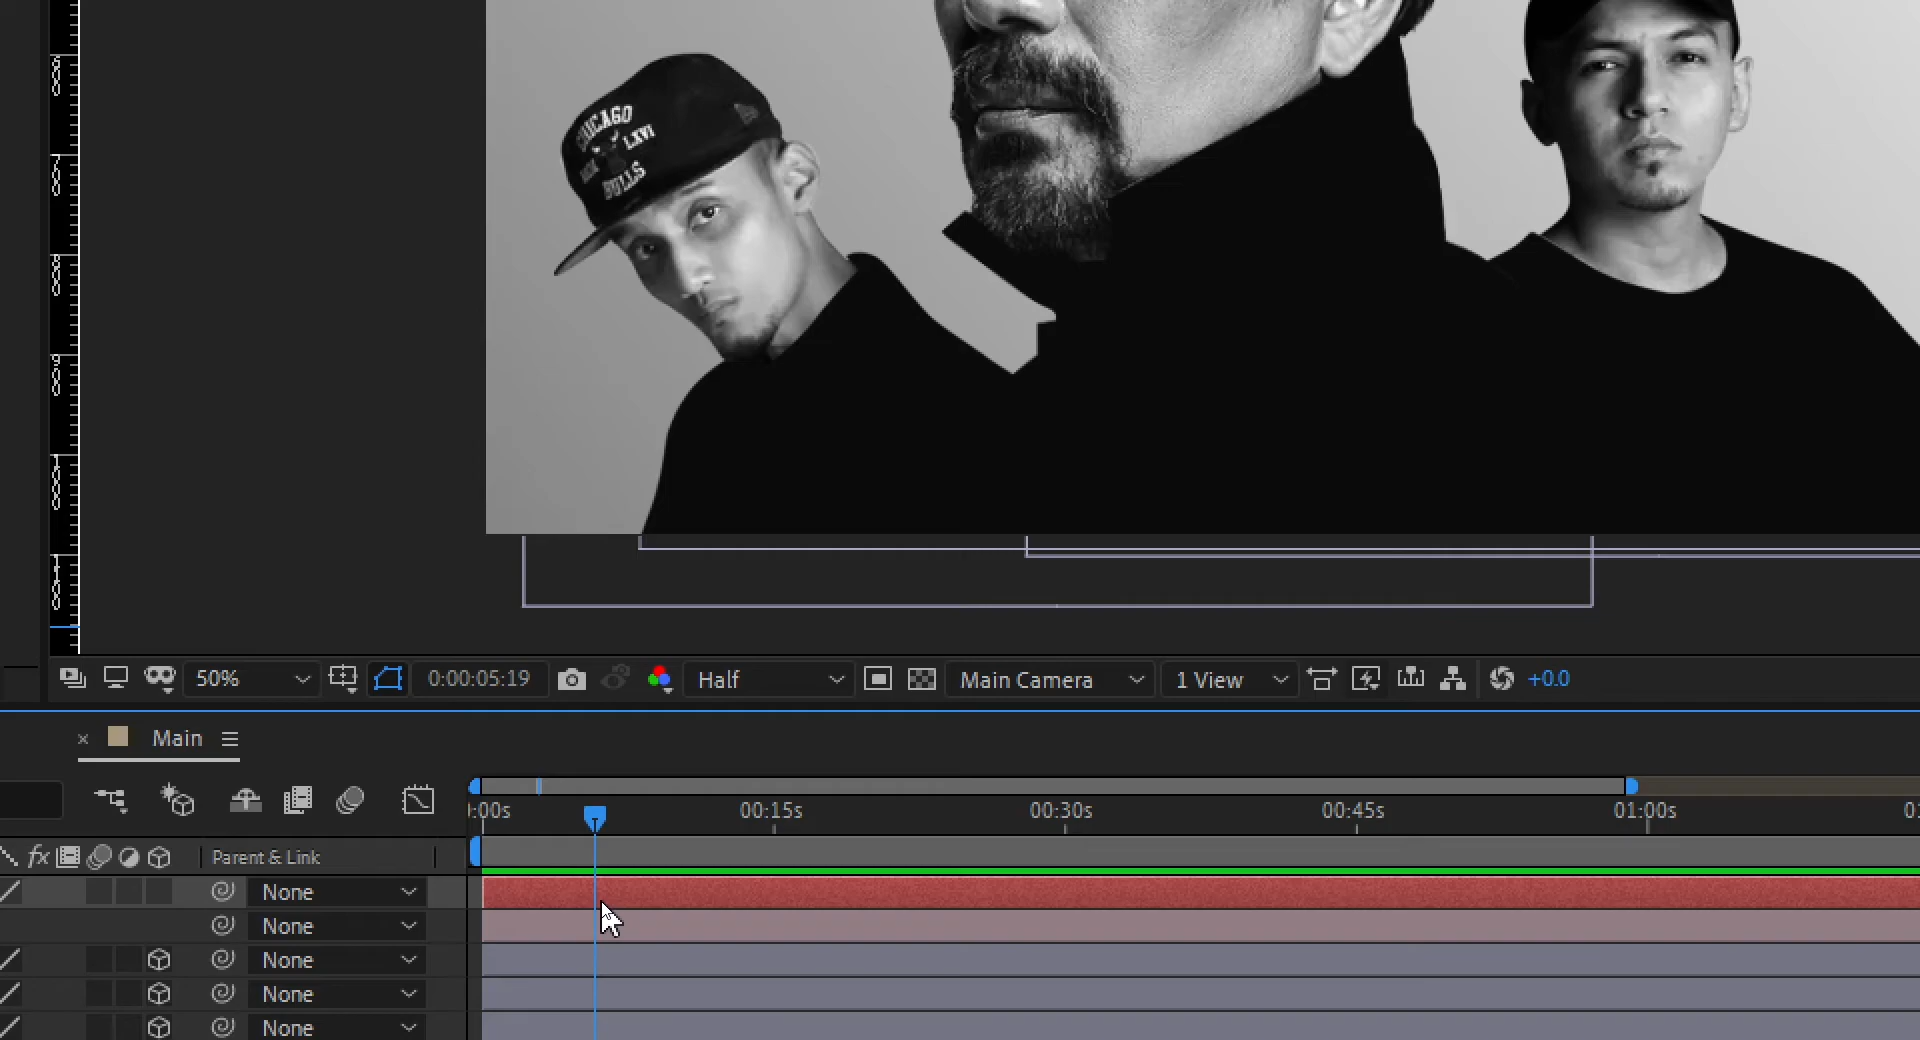 CHICAGO
LXVI
BULLS
50%
0:00:05:19
Half
Main Camera
1 View
+0.0
Main
:00s
00:15s
00:30s
00:45s
01:00s
fx
Parent & Link
None
None
None
None
None